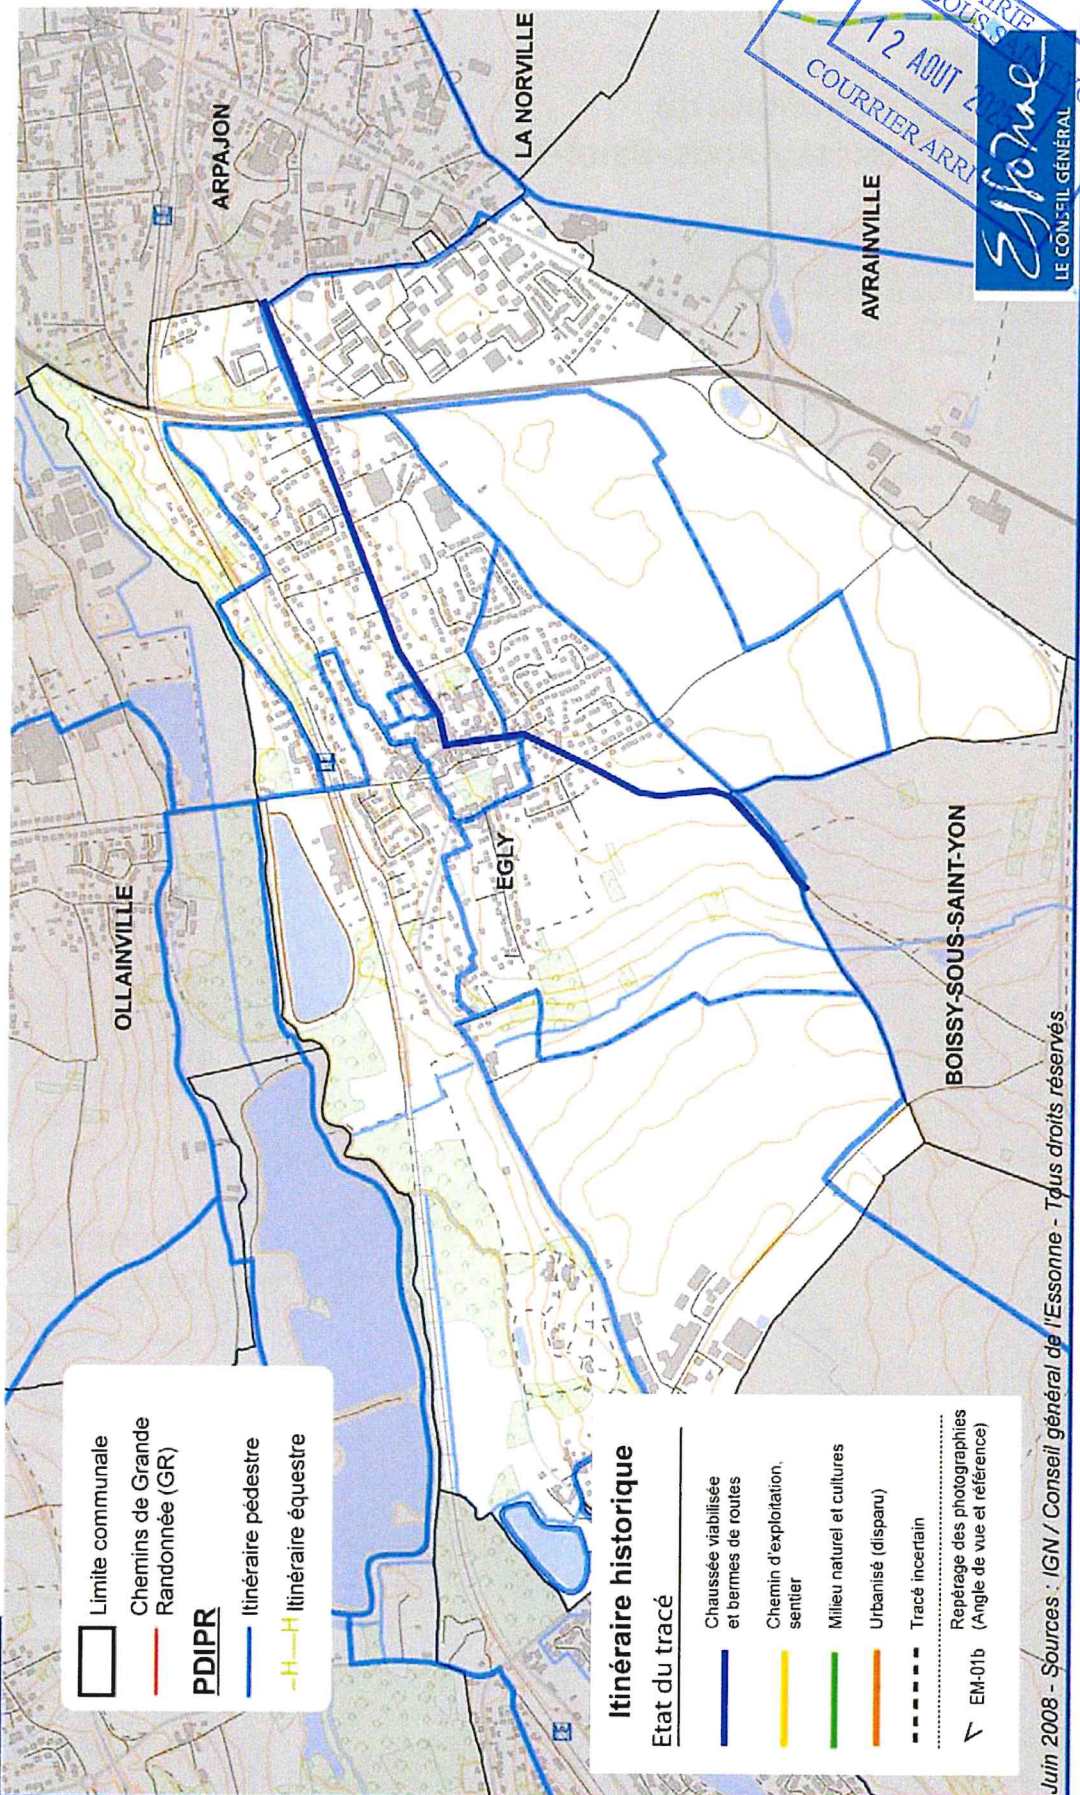 OLLAINVILLE
ARPAJON
LA NORVILLE
EGLY
AVRAINVILLE
BOISSY-SOUS-SAINT-YON
12 AOUT
COURRIER ARRI
Essonne
LE CONSEIL GÉNÉRAL
Limite communale
Chemins de Grande
Randonnée (GR)
PDIPR
Itinéraire pédestre
H H Itinéraire équestre
Itinéraire historique
Etat du tracé
Chaussée viabilisée
et bermes de routes
Chemin d'exploitation,
sentier
Milieu naturel et cultures
Urbanisé (disparu)
Tracé incertain
EM-01b Repérage des photographies
(Angle de vue et référence)
Juin 2008 - Sources : IGN / Conseil général de l'Essonne - Tous droits réservés